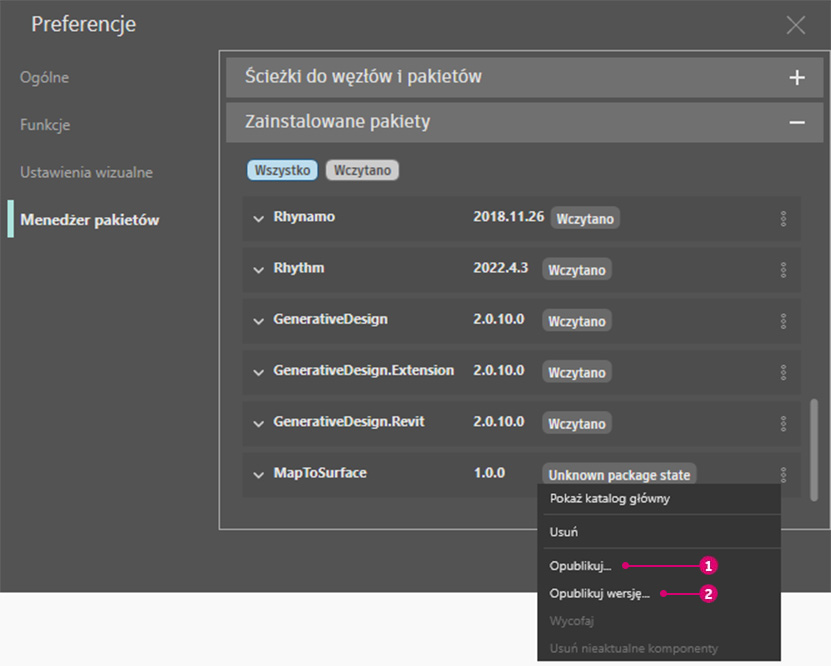 Preferencje
Ogólne
Funkcje
Ustawienia wizualne
Menedżer pakietów
Ścieżki do węzłów i pakietów
Zainstalowane pakiety
Wszystko Wczytano
Rhynamo 2018.11.26 Wczytano
Rhythm 2022.4.3 Wczytano
GenerativeDesign 2.0.10.0 Wczytano
GenerativeDesign.Extension 2.0.10.0 Wczytano
GenerativeDesign.Revit 2.0.10.0 Wczytano
MapToSurface 1.0.0 Unknown package state
Pokaż katalog główny
Usuń
Opublikuj... 1
Opublikuj wersję... 2
Wycofaj
Usuń nieaktualne komponenty